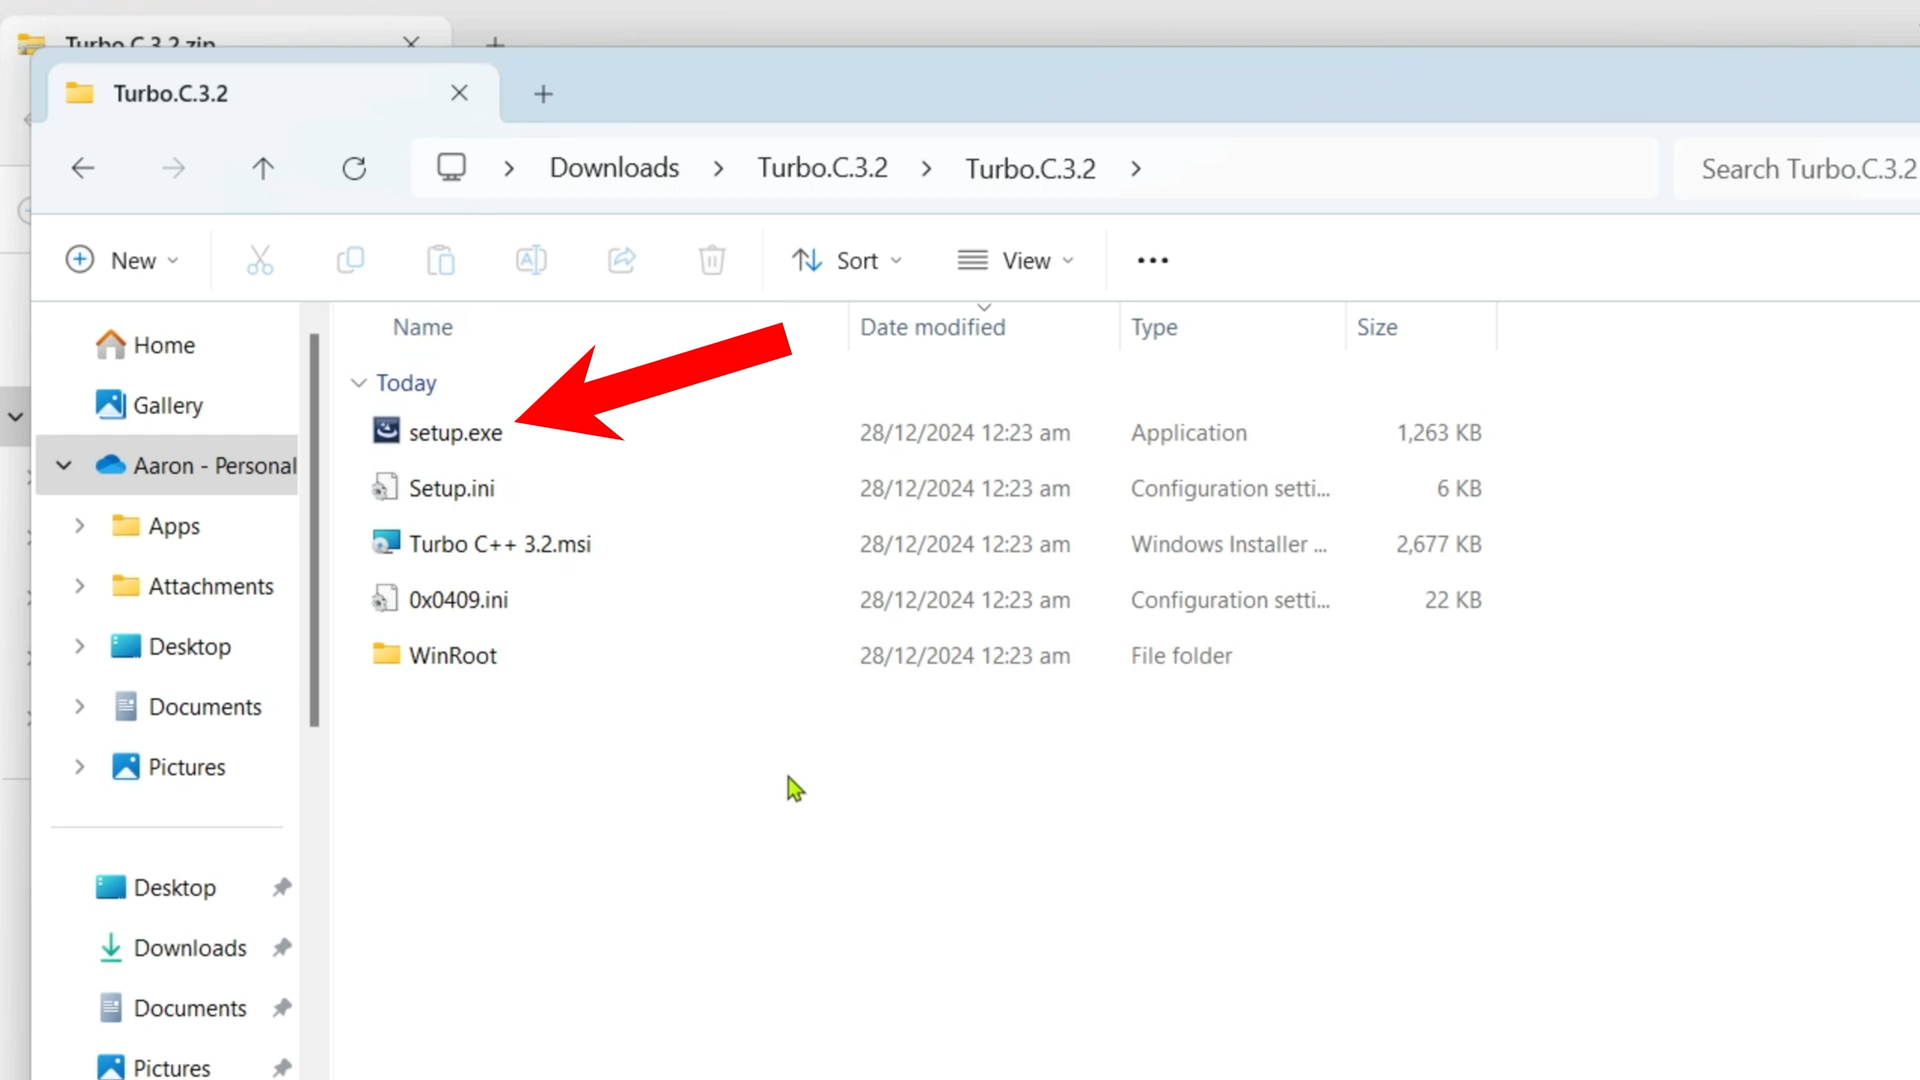 Turbo.C.3.2.zip
Turbo.C.3.2
Downloads > Turbo.C.3.2 > Turbo.C.3.2 >
Search Turbo.C.3.2
New
Sort
View
Name Date modified Type Size
Today
setup.exe 28/12/2024 12:23 am Application 1,263 KB
Setup.ini 28/12/2024 12:23 am Configuration setti... 6 KB
Turbo C++ 3.2.msi 28/12/2024 12:23 am Windows Installer ... 2,677 KB
0x0409.ini 28/12/2024 12:23 am Configuration setti... 22 KB
WinRoot 28/12/2024 12:23 am File folder
Home
Gallery
Aaron - Personal
Apps
Attachments
Desktop
Documents
Pictures
Desktop
Downloads
Documents
Pictures